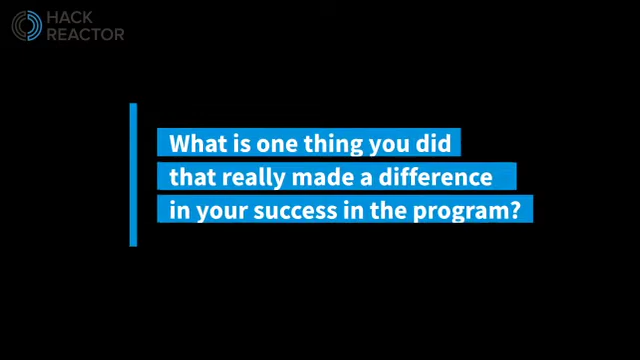 HACK
REACTOR
What is one thing you did
that really made a difference
in your success in the program?